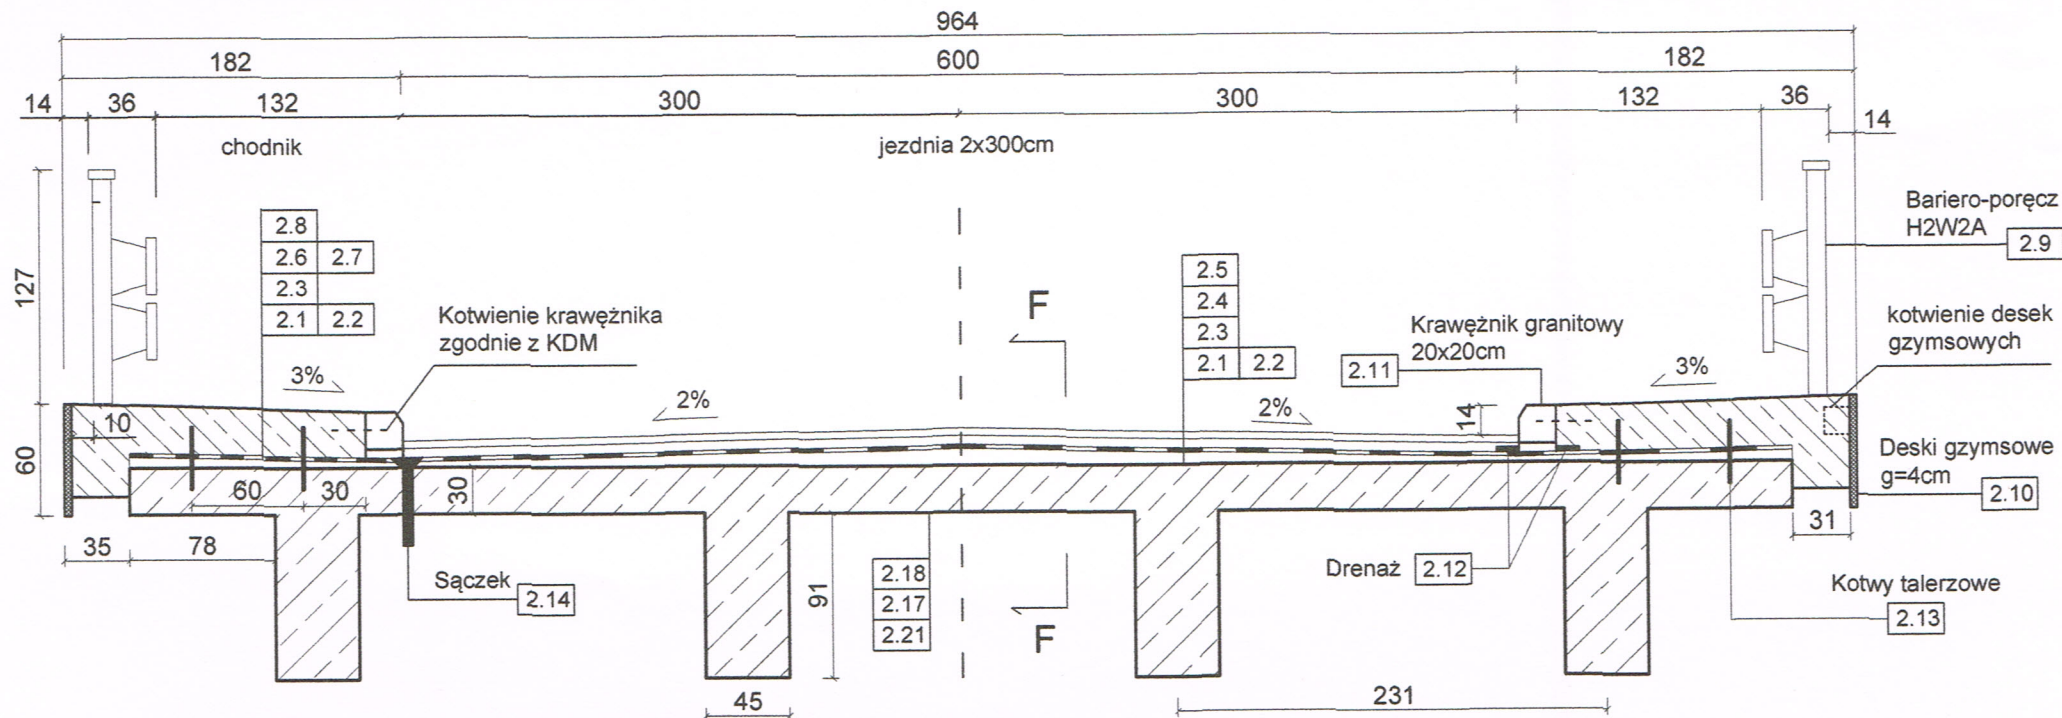 964
182
600
182
14
36
132
300
300
132
36
14
chodnik
jezdnia 2x300cm
Bariero-poręcz
H2W2A
2.9
127
2.8
2.6 2.7
2.3
2.1 2.2
Kotwienie krawężnika
zgodnie z KDM
2.5
2.4
2.3
2.1 2.2
F
Krawężnik granitowy
20x20cm
2.11
kotwienie desek
gzymsowych
3%
2%
2%
3%
14
10
60
60
30
30
Deski gzymsowe
g=4cm
2.10
35
78
31
Sączek
2.14
91
2.18
2.17
2.21
F
Drenaż 2.12
Kotwy talerzowe
2.13
45
231